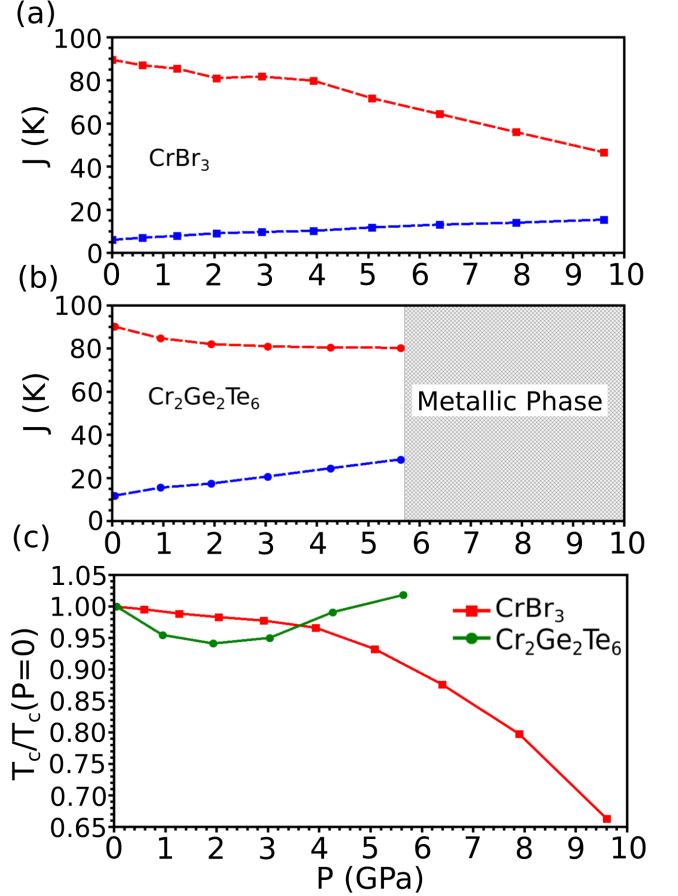 (a)
100
80
60
40
20
0
J (K)
CrBr₃
0 1 2 3 4 5 6 7 8 9 10
(b)
100
80
60
40
20
0
J (K)
Cr₂Ge₂Te₆
Metallic Phase
0 1 2 3 4 5 6 7 8 9 10
(c)
1.05
1.00
0.95
0.90
0.85
0.80
0.75
0.70
0.65
T_c/T_c(P=0)
CrBr₃
Cr₂Ge₂Te₆
0 1 2 3 4 5 6 7 8 9 10
P (GPa)